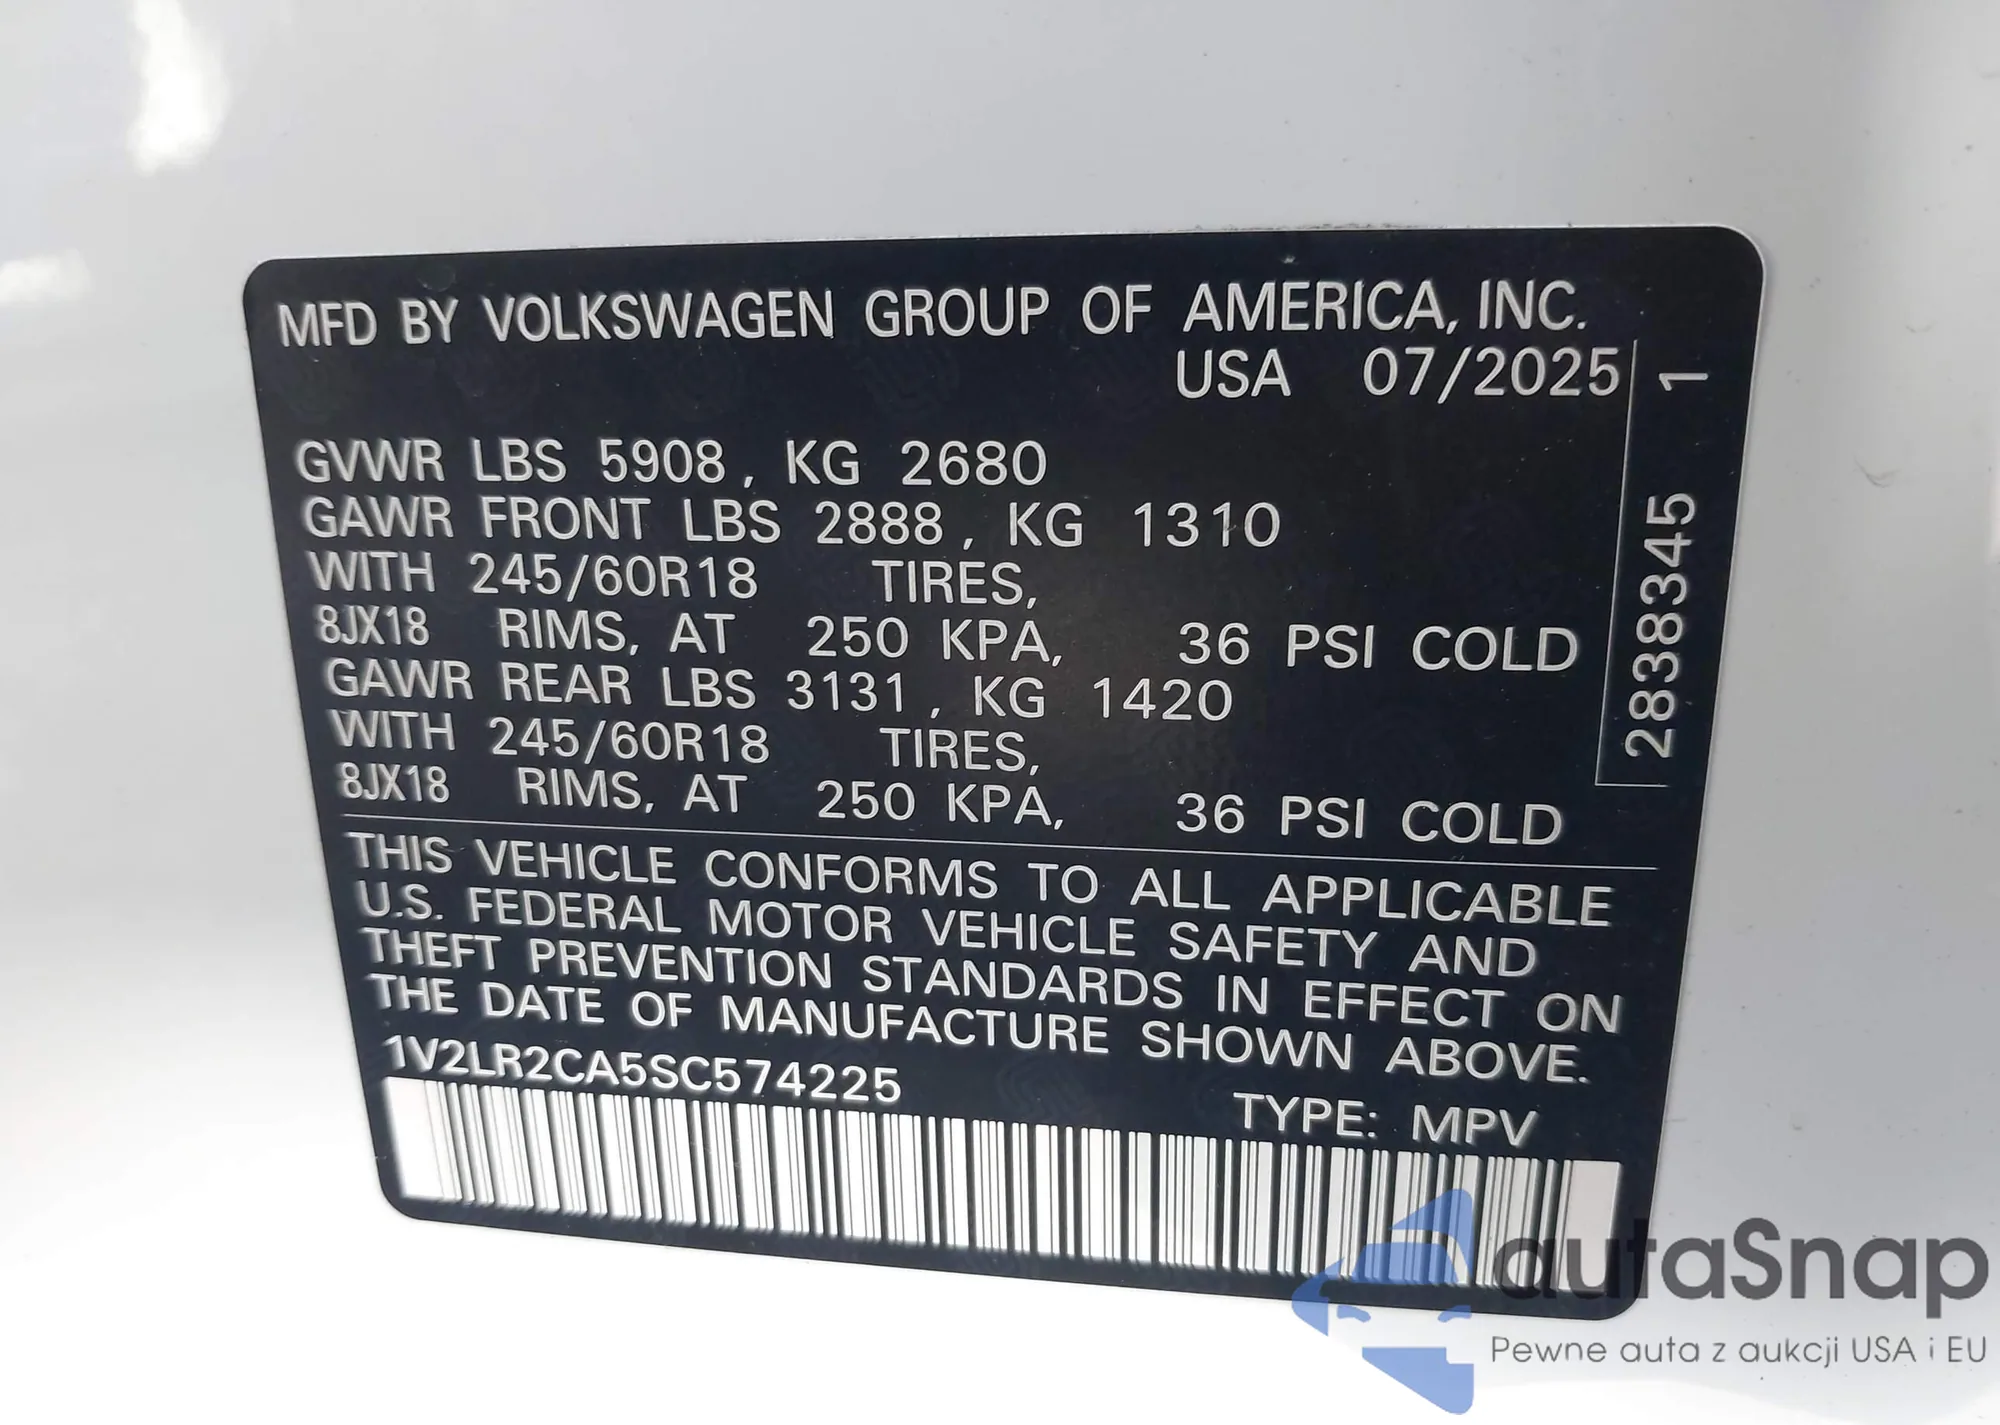 MFD BY VOLKSWAGEN GROUP OF AMERICA, INC.
USA 07/2025
GVWR LBS 5908, KG 2680
GAWR FRONT LBS 2888, KG 1310
WITH 245/60R18 TIRES,
8JX18 RIMS, AT 250 KPA, 36 PSI COLD
GAWR REAR LBS 3131, KG 1420
WITH 245/60R18 TIRES,
8JX18 RIMS, AT 250 KPA, 36 PSI COLD
283845 1
THIS VEHICLE CONFORMS TO ALL APPLICABLE
U.S. FEDERAL MOTOR VEHICLE SAFETY AND
THEFT PREVENTION STANDARDS IN EFFECT ON
THE DATE OF MANUFACTURE SHOWN ABOVE.
1V2LR2CA5SC574225
TYPE: MPV
autaSnap
Pewne auta z aukcji USA i EU